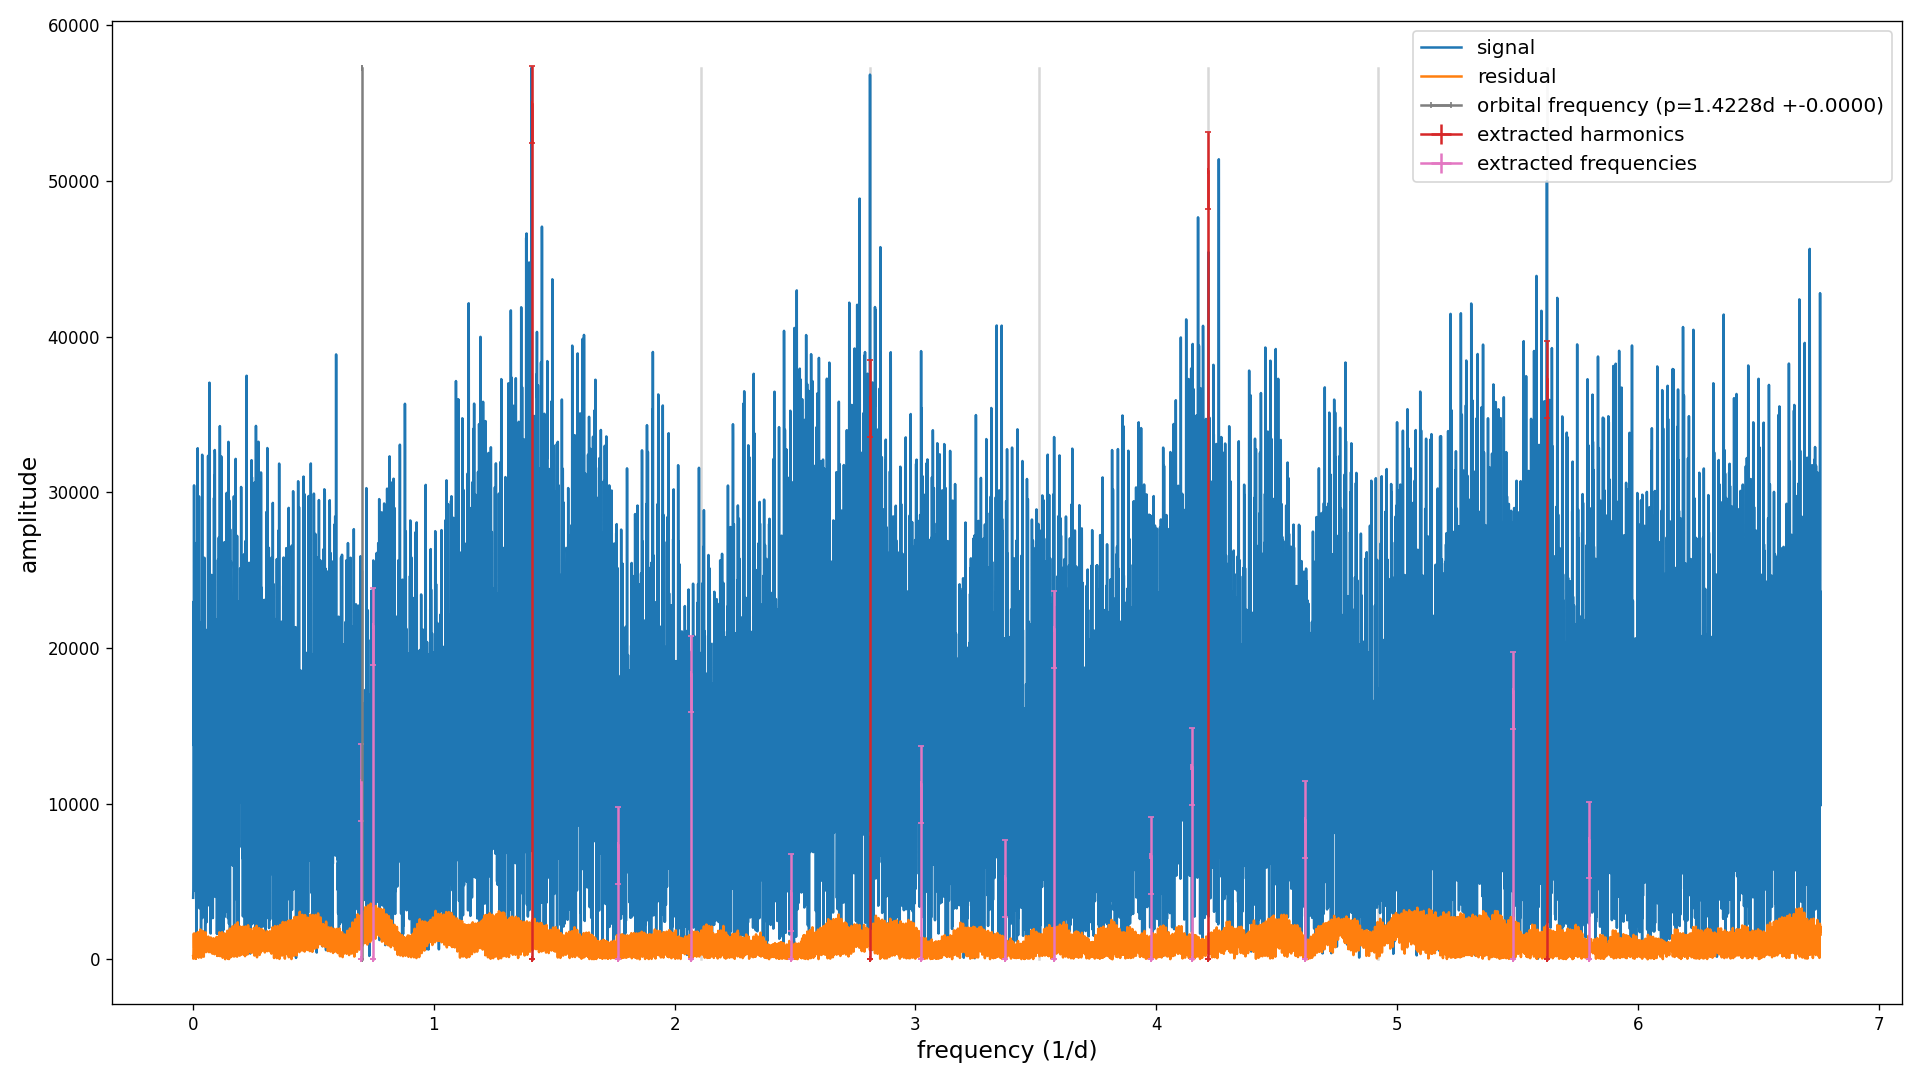 60000
50000
40000
30000
20000
10000
0
amplitude
signal
residual
orbital frequency (p=1.4228d +-0.0000)
extracted harmonics
extracted frequencies
0 1 2 3 4 5 6 7
frequency (1/d)